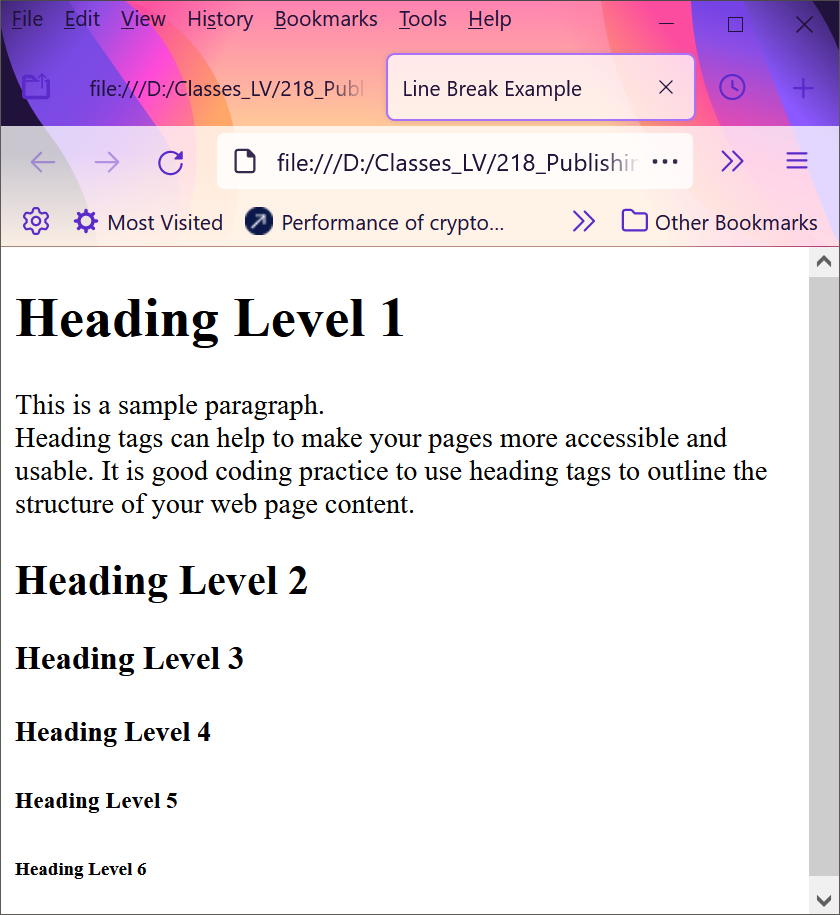 File Edit View History Bookmarks Tools Help
file:///D:/Classes_LV/218_Publ
Line Break Example
file:///D:/Classes_LV/218_Publishin
Most Visited Performance of crypto... Other Bookmarks
Heading Level 1
This is a sample paragraph.
Heading tags can help to make your pages more accessible and
usable. It is good coding practice to use heading tags to outline the
structure of your web page content.
Heading Level 2
Heading Level 3
Heading Level 4
Heading Level 5
Heading Level 6